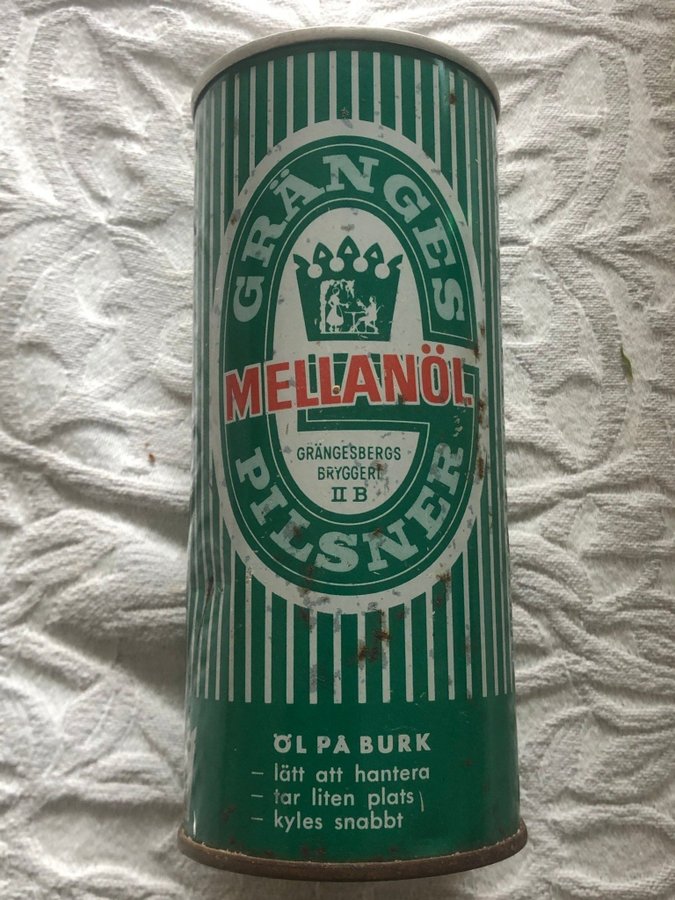 GRÄNGES
MELLANÖL
GRÄNGESBERGS
BRYGGERI
II B
PILSNER
ÖL PÅ BURK
– lätt att hantera
– tar liten plats
– kyles snabbt